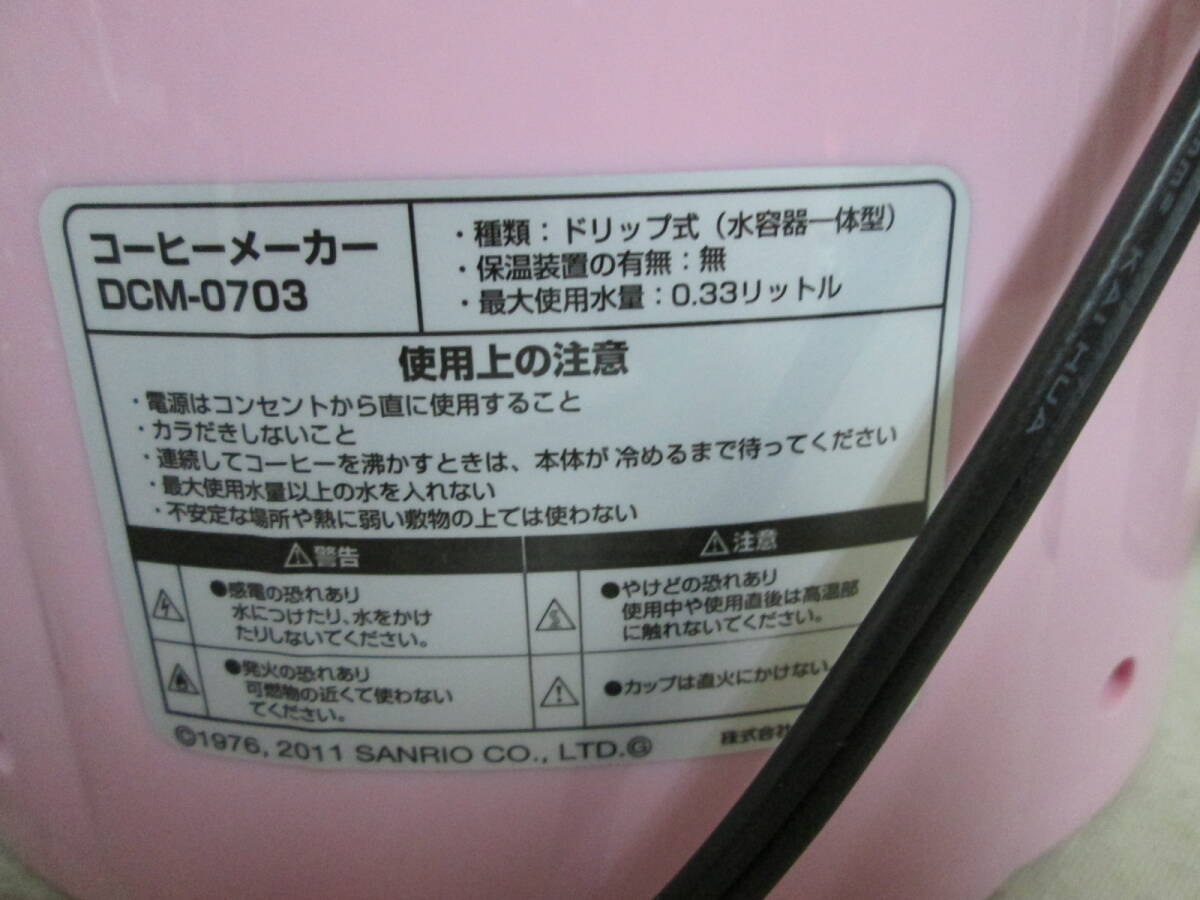 コーヒーメーカー
DCM-0703
・種類：ドリップ式（水容器一体型）
・保温装置の有無：無
・最大使用水量：0.33リットル
使用上の注意
・電源はコンセントから直に使用すること
・カラだきしないこと
・連続してコーヒーを沸かすときは、本体が 冷めるまで待ってください
・最大使用水量以上の水を入れない
・不安定な場所や熱に弱い敷物の上では使わない
⚠警告
●感電の恐れあり
水につけたり、水をかけ
たりしないてください。
●発火の恐れあり
可燃物の近くて使わない
てください。
⚠注意
●やけどの恐れあり
使用中や使用直後は高温部
に触れないてください。
●カップは直火にかけない
©1976, 2011 SANRIO CO., LTD.Ⓖ
株式会社
KAI HUA